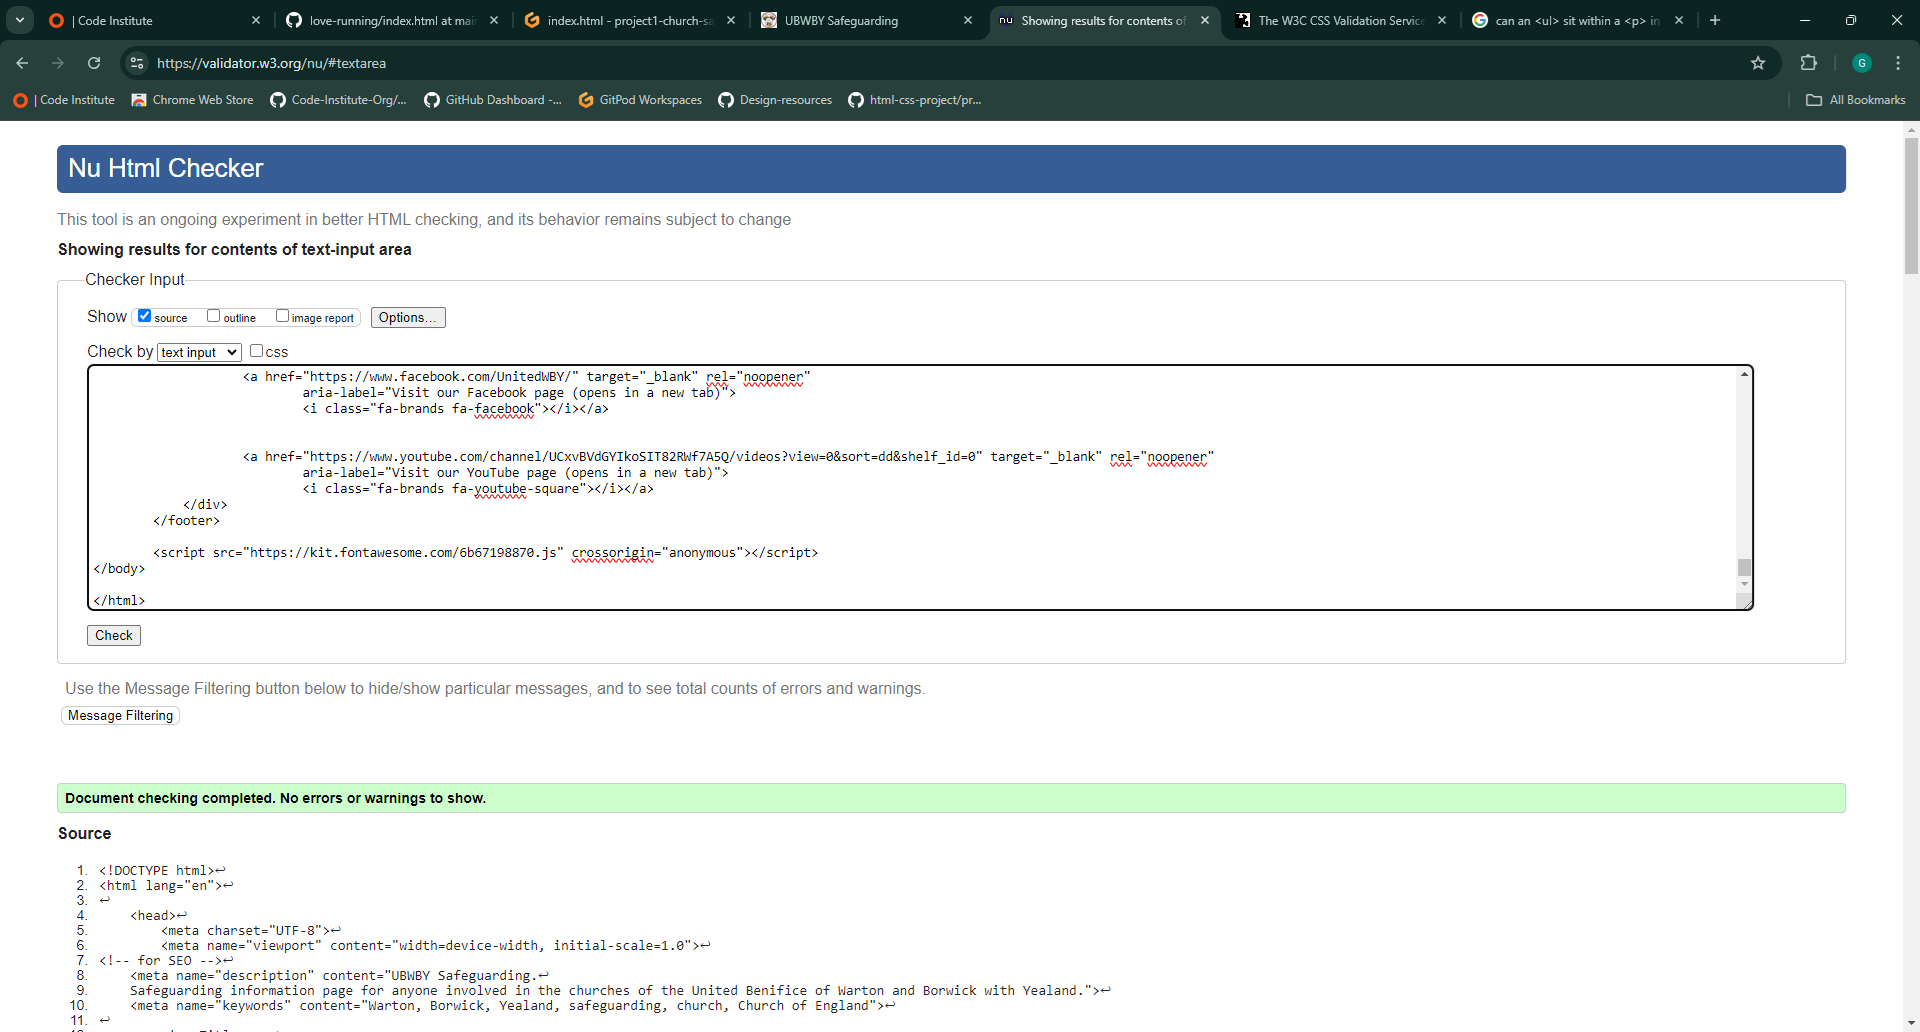 | Code Institute
love-running/index.html at mai
index.html - project1-church-sa
UBWBY Safeguarding
nu Showing results for contents of
The W3C CSS Validation Service
can an <ul> sit within a <p> in
https://validator.w3.org/nu/#textarea
G
| Code Institute
Chrome Web Store
Code-Institute-Org/...
GitHub Dashboard -...
GitPod Workspaces
Design-resources
html-css-project/pr...
All Bookmarks
Nu Html Checker
This tool is an ongoing experiment in better HTML checking, and its behavior remains subject to change
Showing results for contents of text-input area
Checker Input
Show source outline image report Options...
Check by text input css
<a href="https://www.facebook.com/UnitedWBY/" target="_blank" rel="noopener"
aria-label="Visit our Facebook page (opens in a new tab)">
<i class="fa-brands fa-facebook"></i></a>
<a href="https://www.youtube.com/channel/UCxvBVdGYIkoSIT82RWf7A5Q/videos?view=0&sort=dd&shelf_id=0" target="_blank" rel="noopener"
aria-label="Visit our YouTube page (opens in a new tab)">
<i class="fa-brands fa-youtube-square"></i></a>
</div>
</footer>
<script src="https://kit.fontawesome.com/6b67198870.js" crossorigin="anonymous"></script>
</body>
</html>
Check
Use the Message Filtering button below to hide/show particular messages, and to see total counts of errors and warnings.
Message Filtering
Document checking completed. No errors or warnings to show.
Source
1. <!DOCTYPE html>↩
2. <html lang="en">↩
3. ↩
4. <head>↩
5. <meta charset="UTF-8">↩
6. <meta name="viewport" content="width=device-width, initial-scale=1.0">↩
7. <!-- for SEO -->↩
8. <meta name="description" content="UBWBY Safeguarding.↩
9. Safeguarding information page for anyone involved in the churches of the United Benifice of Warton and Borwick with Yealand.">↩
10. <meta name="keywords" content="Warton, Borwick, Yealand, safeguarding, church, Church of England">↩
11. ↩